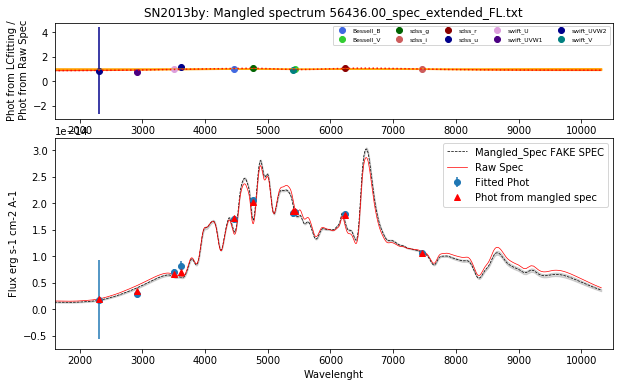 SN2013by: Mangled spectrum 56436.00_spec_extended_FL.txt
Phot from LCfitting /
Phot from Raw Spec
4
2
0
−2
Bessell_B sdss_g sdss_r swift_U swift_UVW2
Bessell_V sdss_i sdss_u swift_UVW1 swift_V
2000 3000 4000 5000 6000 7000 8000 9000 10000
1e−14
Flux erg s-1 cm-2 A-1
3.0
2.5
2.0
1.5
1.0
0.5
0.0
−0.5
Mangled_Spec FAKE SPEC
Raw Spec
Fitted Phot
Phot from mangled spec
2000 3000 4000 5000 6000 7000 8000 9000 10000
Wavelenght